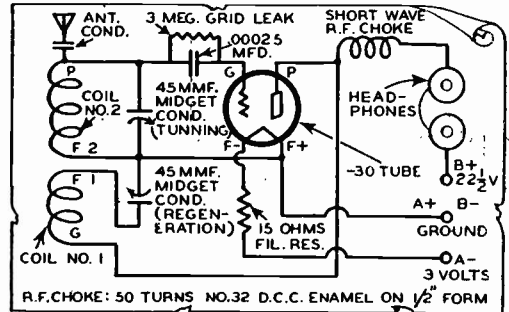 ANT.
COND.
3 MEG. GRID LEAK
.00025
MFD.
SHORT WAVE
R.F. CHOKE
P
COIL
NO.2
F 2
45 MMF.
MIDGET
COND.
(TUNNING)
G
P
F-
F+
HEAD-
PHONES
-30 TUBE
B+
22½V
F 1
G
COIL NO. 1
45 MMF.
MIDGET
COND.
(REGEN-
ERATION)
15 OHMS
FIL. RES.
A+ B-
GROUND
A-
3 VOLTS
R.F.CHOKE: 50 TURNS NO.32 D.C.C. ENAMEL ON ½" FORM